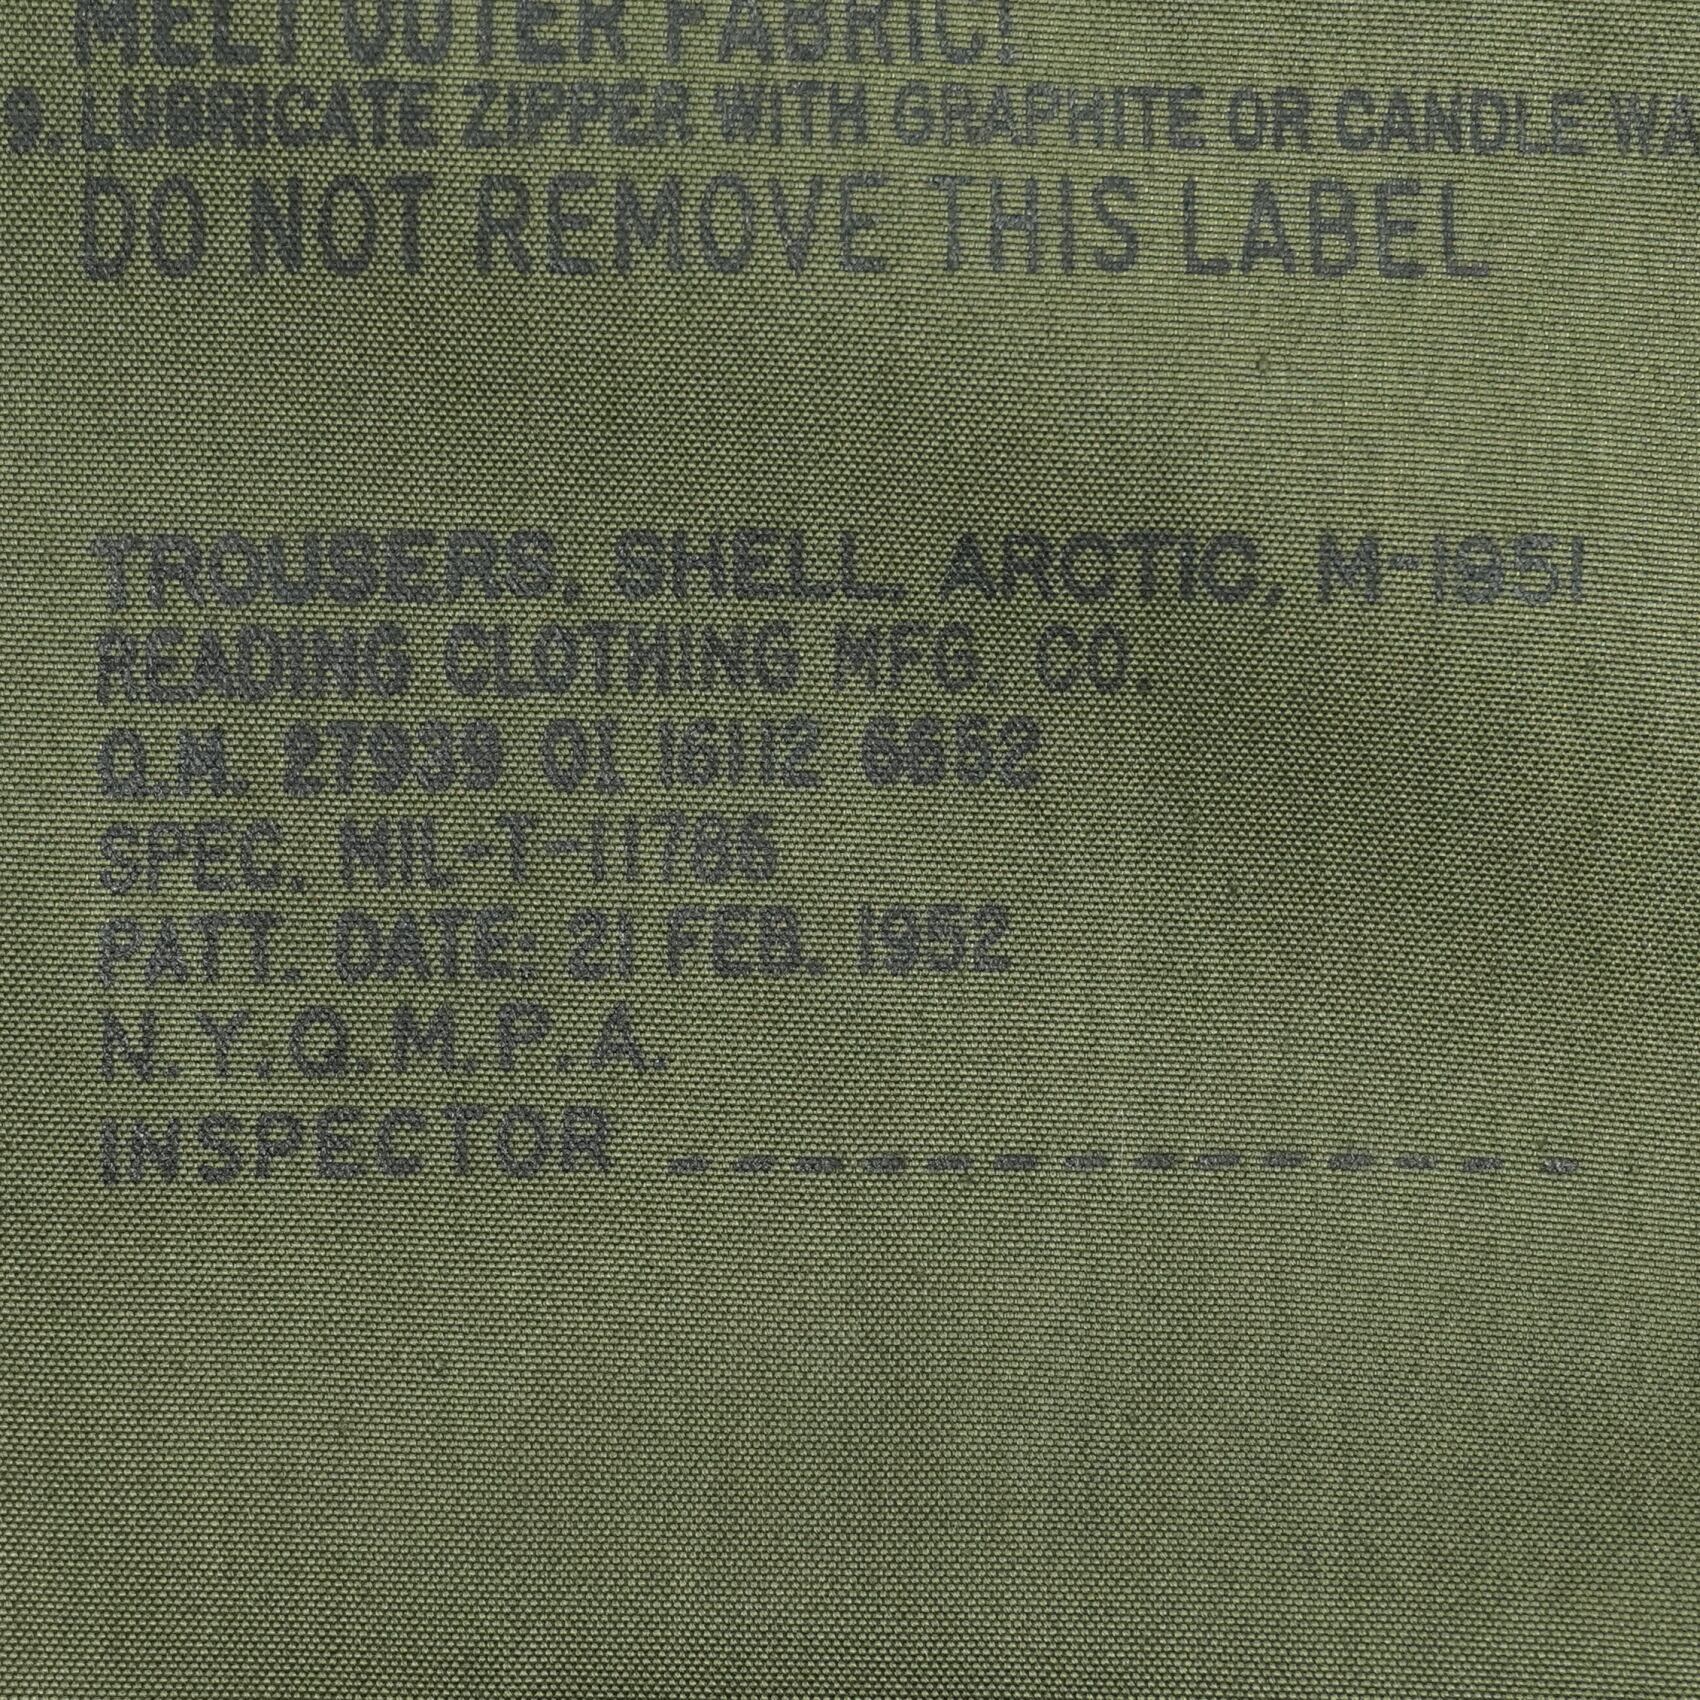 MELT OUTER FABRIC!
9. LUBRICATE ZIPPER WITH GRAPHITE OR CANDLE WA
DO NOT REMOVE THIS LABEL
TROUSERS, SHELL, ARCTIC, M-1951
READING CLOTHING MFG. CO.
Q.M. 27939 OI 16112 6652
SPEC. MIL-T-11786
PATT. DATE: 21 FEB. 1952
N.Y.Q.M.P.A.
INSPECTOR _ _ _ _ _ _ _ _ _ _ _ _ _ _